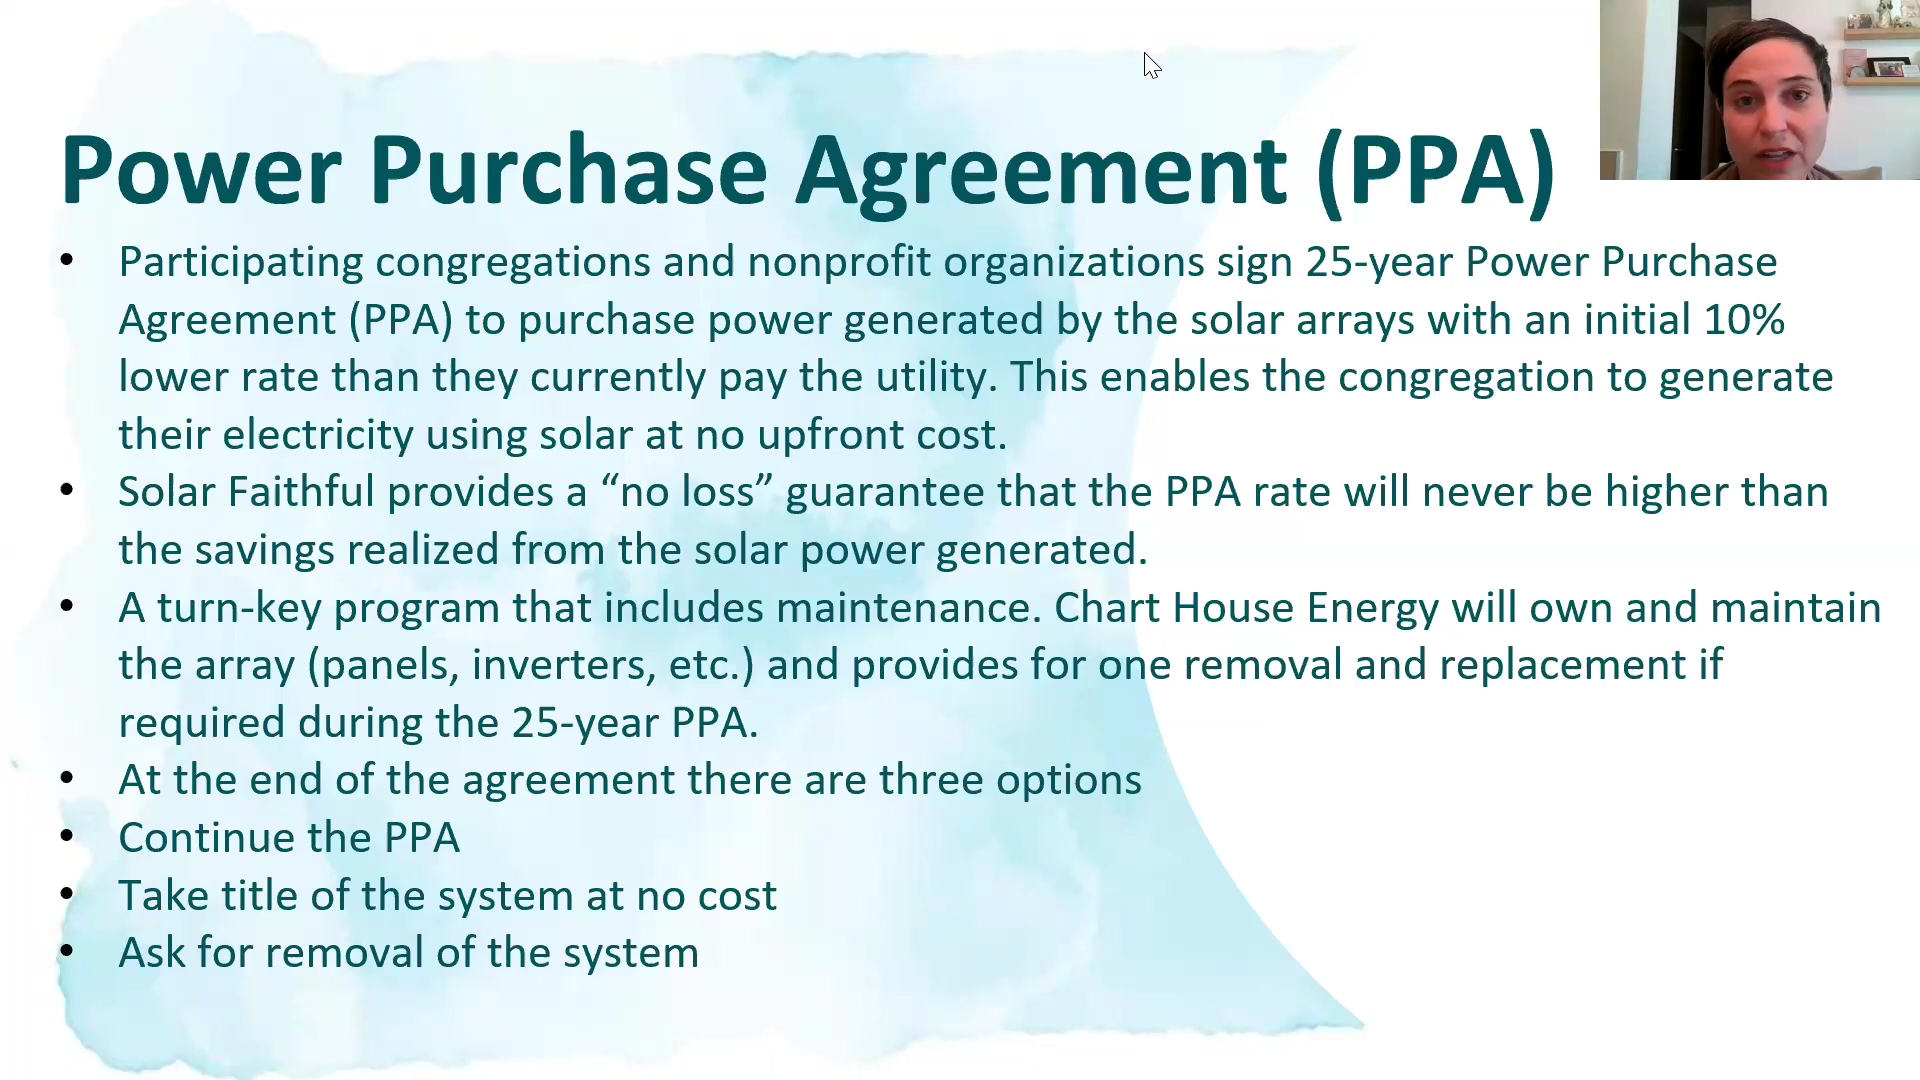 Power Purchase Agreement (PPA)
• Participating congregations and nonprofit organizations sign 25-year Power Purchase
Agreement (PPA) to purchase power generated by the solar arrays with an initial 10%
lower rate than they currently pay the utility. This enables the congregation to generate
their electricity using solar at no upfront cost.
• Solar Faithful provides a “no loss” guarantee that the PPA rate will never be higher than
the savings realized from the solar power generated.
• A turn-key program that includes maintenance. Chart House Energy will own and maintain
the array (panels, inverters, etc.) and provides for one removal and replacement if
required during the 25-year PPA.
• At the end of the agreement there are three options
• Continue the PPA
• Take title of the system at no cost
• Ask for removal of the system